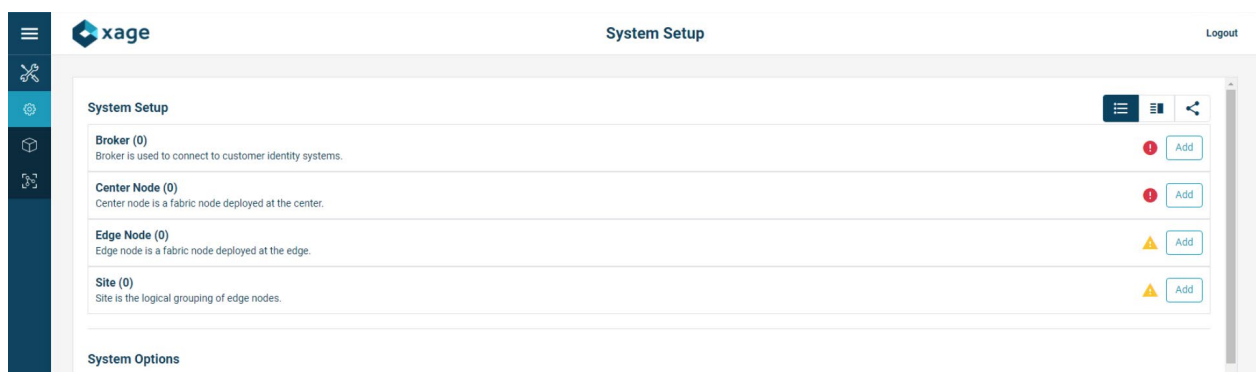 xage
System Setup
Logout
System Setup
Broker (0)
Broker is used to connect to customer identity systems.
Add
Center Node (0)
Center node is a fabric node deployed at the center.
Add
Edge Node (0)
Edge node is a fabric node deployed at the edge.
Add
Site (0)
Site is the logical grouping of edge nodes.
Add
System Options